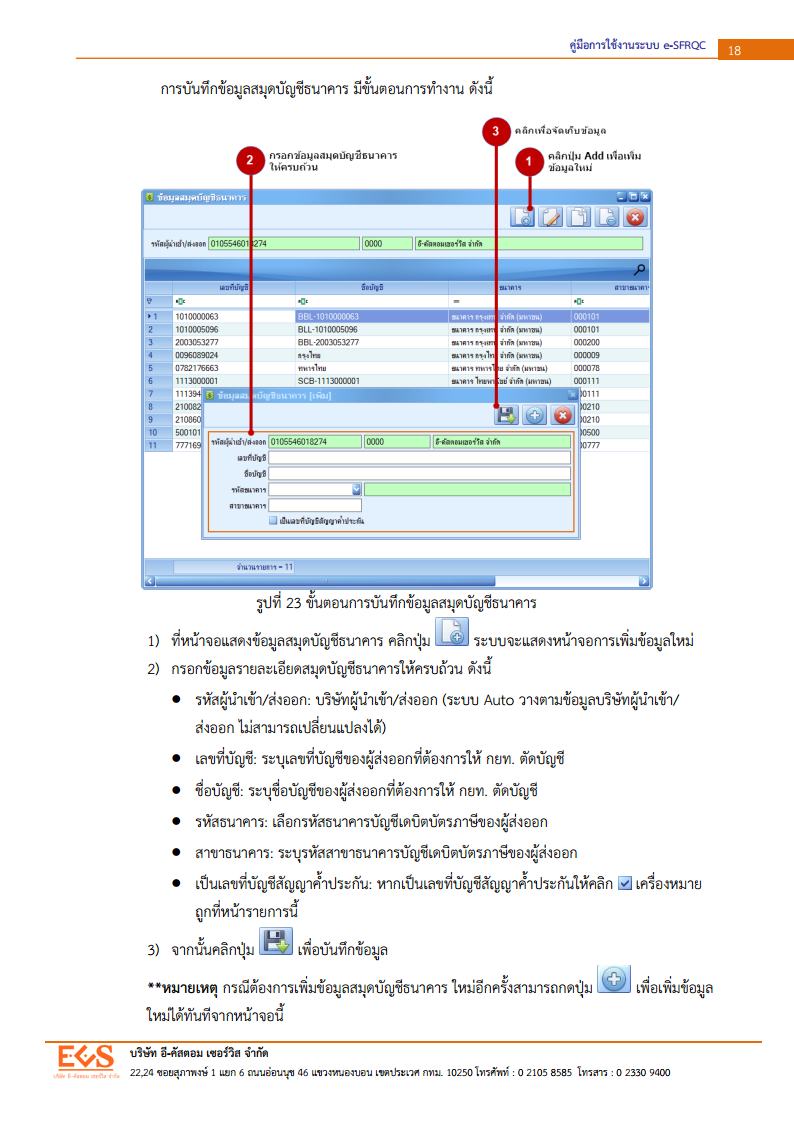 คู่มือการใช้งานระบบ e-SFRQC 18
การบันทึกข้อมูลสมุดบัญชีธนาคาร มีขั้นตอนการทำงาน ดังนี้
3 คลิกเพื่อจัดเก็บข้อมูล
2 กรอกข้อมูลสมุดบัญชีธนาคาร
ให้ครบถ้วน
1 คลิกปุ่ม Add เพื่อเพิ่ม
ข้อมูลใหม่
ข้อมูลสมุดบัญชีธนาคาร
รหัสผู้นำเข้า/ส่งออก 0105546018274 0000 อี-คัสตอมเซอร์วิส จำกัด
เลขที่บัญชี ชื่อบัญชี ธนาคาร สาขาธนาคาร
1 1010000063 BBL-1010000063 ธนาคาร กรุงเทพ จำกัด (มหาชน) 000101
2 1010005096 BLL-1010005096 ธนาคาร กรุงเทพ จำกัด (มหาชน) 000101
3 2003053277 BBL-2003053277 ธนาคาร กรุงเทพ จำกัด (มหาชน) 000200
4 0096089024 กรุงไทย ธนาคาร กรุงไทย จำกัด (มหาชน) 000009
5 0782176663 ทหารไทย ธนาคาร ทหารไทย จำกัด (มหาชน) 000078
6 1113000001 SCB-1113000001 ธนาคาร ไทยพาณิชย์ จำกัด (มหาชน) 000111
7 111394 00111
8 210082 00210
9 210860 00210
10 500101 00500
11 777169 00777
ข้อมูลสมุดบัญชีธนาคาร [เพิ่ม]
รหัสผู้นำเข้า/ส่งออก 0105546018274 0000 อี-คัสตอมเซอร์วิส จำกัด
เลขที่บัญชี
ชื่อบัญชี
รหัสธนาคาร
สาขาธนาคาร
เป็นเลขที่บัญชีสัญญาค้ำประกัน
จำนวนรายการ = 11
รูปที่ 23 ขั้นตอนการบันทึกข้อมูลสมุดบัญชีธนาคาร
1) ที่หน้าจอแสดงข้อมูลสมุดบัญชีธนาคาร คลิกปุ่ม ระบบจะแสดงหน้าจอการเพิ่มข้อมูลใหม่
2) กรอกข้อมูลรายละเอียดสมุดบัญชีธนาคารให้ครบถ้วน ดังนี้
● รหัสผู้นำเข้า/ส่งออก: บริษัทผู้นำเข้า/ส่งออก (ระบบ Auto วางตามข้อมูลบริษัทผู้นำเข้า/
ส่งออก ไม่สามารถเปลี่ยนแปลงได้)
● เลขที่บัญชี: ระบุเลขที่บัญชีของผู้ส่งออกที่ต้องการให้ กยท. ตัดบัญชี
● ชื่อบัญชี: ระบุชื่อบัญชีของผู้ส่งออกที่ต้องการให้ กยท. ตัดบัญชี
● รหัสธนาคาร: เลือกรหัสธนาคารบัญชีเดบิตบัตรภาษีของผู้ส่งออก
● สาขาธนาคาร: ระบุรหัสสาขาธนาคารบัญชีเดบิตบัตรภาษีของผู้ส่งออก
● เป็นเลขที่บัญชีสัญญาค้ำประกัน: หากเป็นเลขที่บัญชีสัญญาค้ำประกันให้คลิก เครื่องหมาย
ถูกที่หน้ารายการนี้
3) จากนั้นคลิกปุ่ม เพื่อบันทึกข้อมูล
**หมายเหตุ กรณีต้องการเพิ่มข้อมูลสมุดบัญชีธนาคาร ใหม่อีกครั้งสามารถกดปุ่ม เพื่อเพิ่มข้อมูล
ใหม่ได้ทันทีจากหน้าจอนี้
ECS
บริษัท อี-คัสตอม เซอร์วิส จำกัด
บริษัท อี-คัสตอม เซอร์วิส จำกัด
22,24 ซอยสุภาพงษ์ 1 แยก 6 ถนนอ่อนนุช 46 แขวงหนองบอน เขตประเวศ กทม. 10250 โทรศัพท์ : 0 2105 8585 โทรสาร : 0 2330 9400